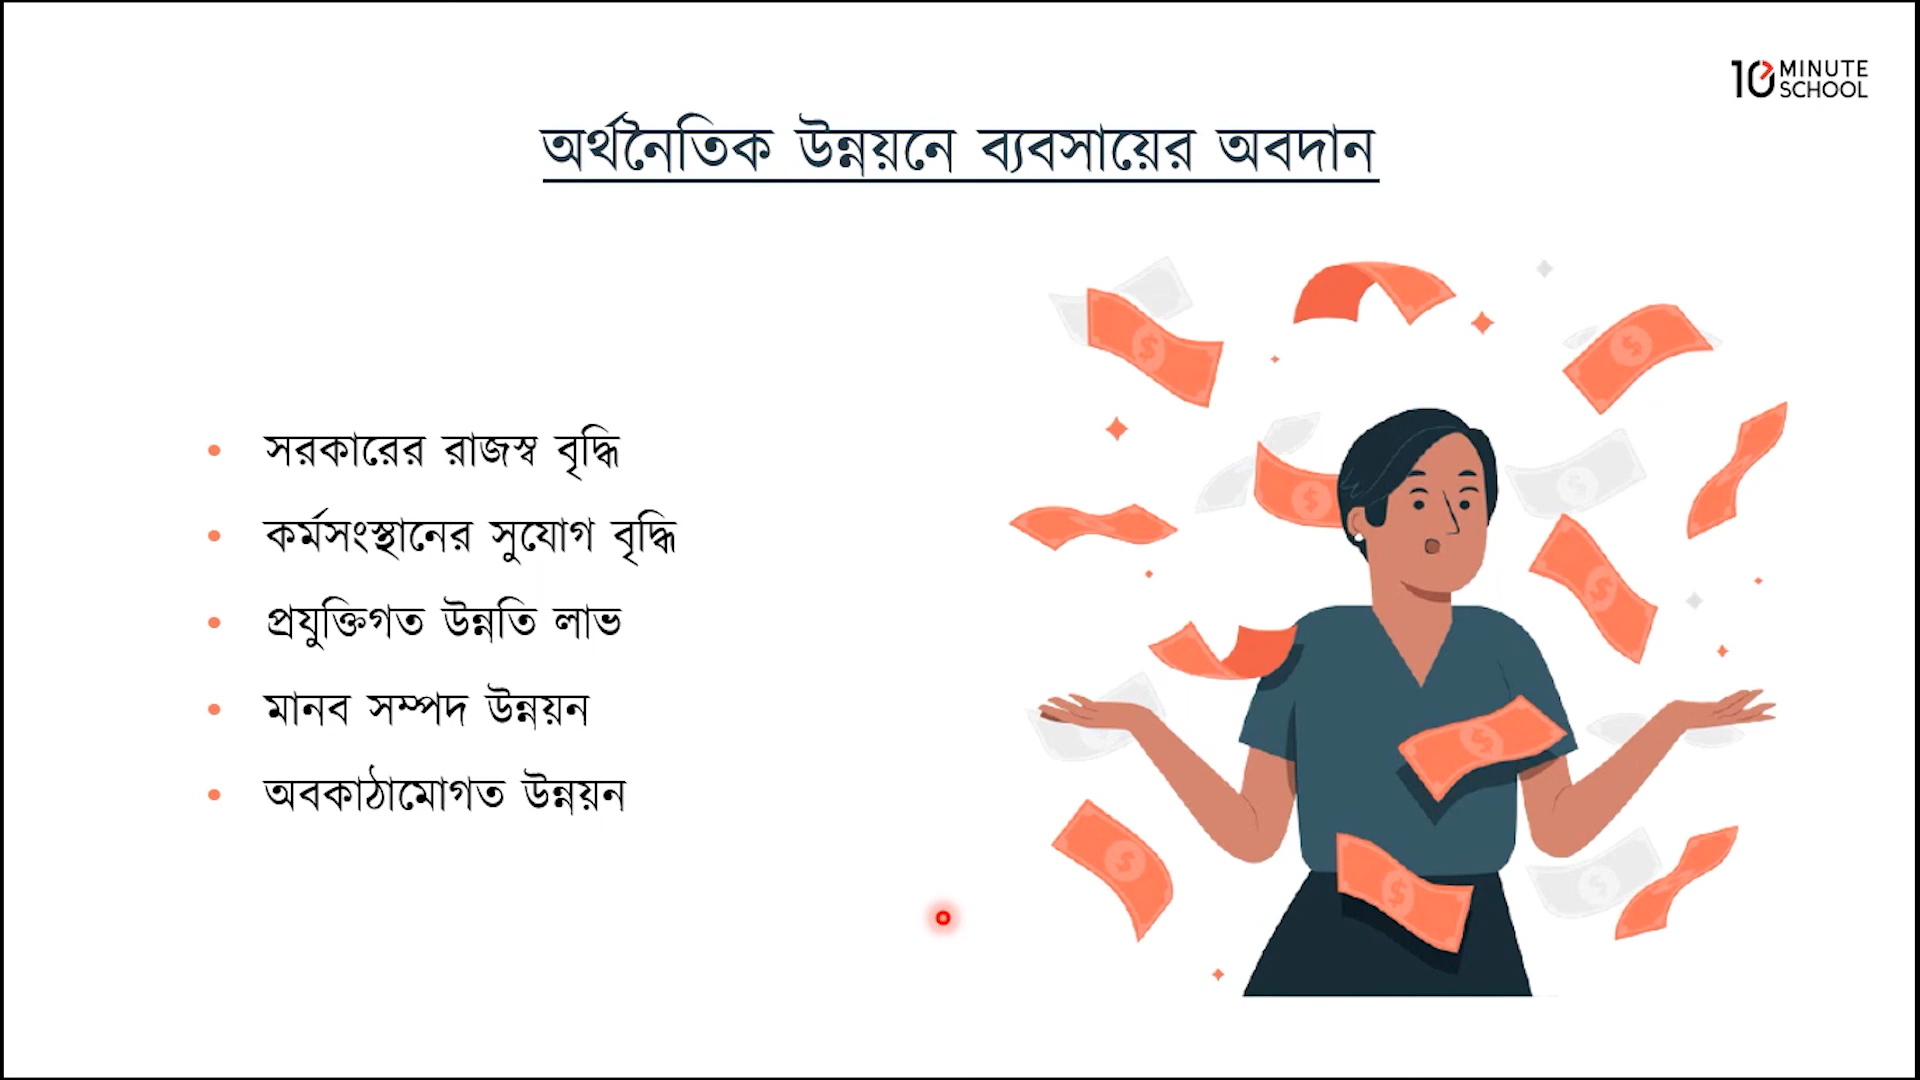 10 MINUTE SCHOOL
অর্থনৈতিক উন্নয়নে ব্যবসায়ের অবদান
• সরকারের রাজস্ব বৃদ্ধি
• কর্মসংস্থানের সুযোগ বৃদ্ধি
• প্রযুক্তিগত উন্নতি লাভ
• মানব সম্পদ উন্নয়ন
• অবকাঠামোগত উন্নয়ন